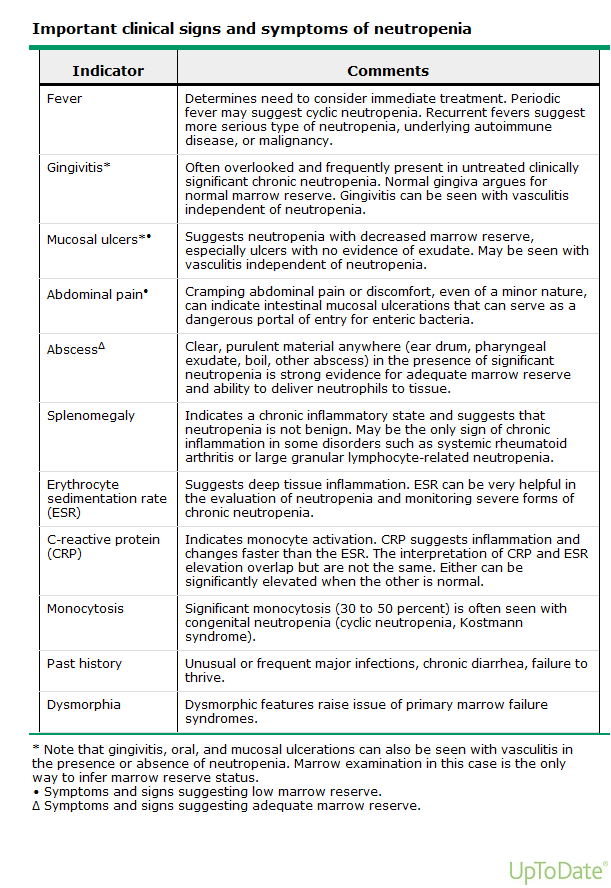 Important clinical signs and symptoms of neutropenia
Indicator Comments
Fever
Determines need to consider immediate treatment. Periodic
fever may suggest cyclic neutropenia. Recurrent fevers suggest
more serious type of neutropenia, underlying autoimmune
disease, or malignancy.
Gingivitis*
Often overlooked and frequently present in untreated clinically
significant chronic neutropenia. Normal gingiva argues for
normal marrow reserve. Gingivitis can be seen with vasculitis
independent of neutropenia.
Mucosal ulcers*•
Suggests neutropenia with decreased marrow reserve,
especially ulcers with no evidence of exudate. May be seen with
vasculitis independent of neutropenia.
Abdominal pain•
Cramping abdominal pain or discomfort, even of a minor nature,
can indicate intestinal mucosal ulcerations that can serve as a
dangerous portal of entry for enteric bacteria.
AbscessΔ
Clear, purulent material anywhere (ear drum, pharyngeal
exudate, boil, other abscess) in the presence of significant
neutropenia is strong evidence for adequate marrow reserve
and ability to deliver neutrophils to tissue.
Splenomegaly
Indicates a chronic inflammatory state and suggests that
neutropenia is not benign. May be the only sign of chronic
inflammation in some disorders such as systemic rheumatoid
arthritis or large granular lymphocyte-related neutropenia.
Erythrocyte
sedimentation rate
(ESR)
Suggests deep tissue inflammation. ESR can be very helpful in
the evaluation of neutropenia and monitoring severe forms of
chronic neutropenia.
C-reactive protein
(CRP)
Indicates monocyte activation. CRP suggests inflammation and
changes faster than the ESR. The interpretation of CRP and ESR
elevation overlap but are not the same. Either can be
significantly elevated when the other is normal.
Monocytosis
Significant monocytosis (30 to 50 percent) is often seen with
congenital neutropenia (cyclic neutropenia, Kostmann
syndrome).
Past history
Unusual or frequent major infections, chronic diarrhea, failure to
thrive.
Dysmorphia
Dysmorphic features raise issue of primary marrow failure
syndromes.
* Note that gingivitis, oral, and mucosal ulcerations can also be seen with vasculitis in
the presence or absence of neutropenia. Marrow examination in this case is the only
way to infer marrow reserve status.
• Symptoms and signs suggesting low marrow reserve.
Δ Symptoms and signs suggesting adequate marrow reserve.
UpToDate®